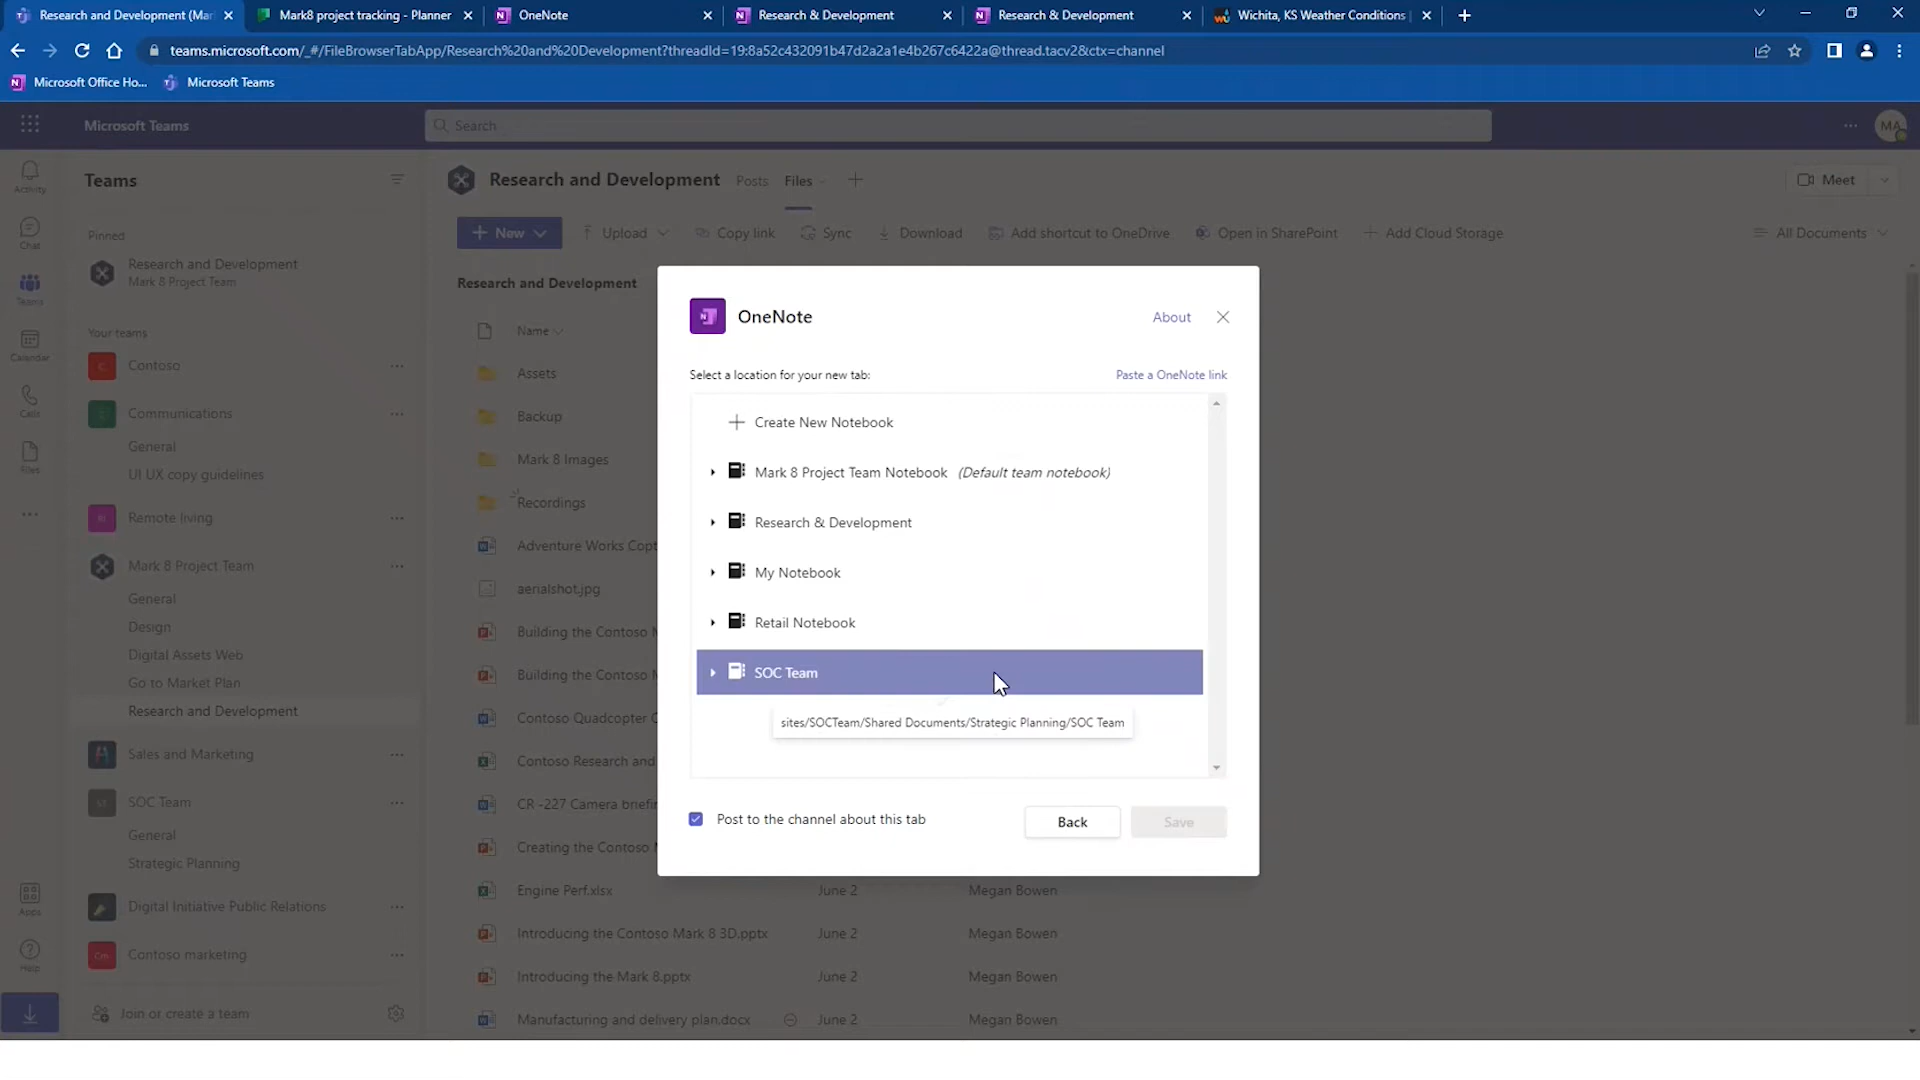 Research and Development (Mar
Mark8 project tracking - Planner
OneNote
Research & Development
Research & Development
Wichita, KS Weather Conditions
teams.microsoft.com/_#/FileBrowserTabApp/Research%20and%20Development?threadId=19:8a52c432091b47d2a2a1e4b267c6422a@thread.tacv2&ctx=channel
Microsoft Office Ho...
Microsoft Teams
Microsoft Teams
Search
MA
Activity
Chat
Teams
Calendar
Calls
Files
Apps
Help
Teams
Pinned
Research and Development
Mark 8 Project Team
Your teams
Contoso
Communications
General
UI UX copy guidelines
Remote living
Mark 8 Project Team
General
Design
Digital Assets Web
Go to Market Plan
Research and Development
Sales and Marketing
SOC Team
General
Strategic Planning
Digital Initiative Public Relations
Contoso marketing
Join or create a team
Research and Development
Posts
Files
Meet
New
Upload
Copy link
Sync
Download
Add shortcut to OneDrive
Open in SharePoint
Add Cloud Storage
All Documents
Research and Development
Name
Assets
Backup
Mark 8 Images
Recordings
Adventure Works Copt
aerialshot.jpg
Building the Contoso M
Building the Contoso M
Contoso Quadcopter C
Contoso Research and
CR -227 Camera briefin
Creating the Contoso M
Engine Perf.xlsx June 2 Megan Bowen
Introducing the Contoso Mark 8 3D.pptx June 2 Megan Bowen
Introducing the Mark 8.pptx June 2 Megan Bowen
Manufacturing and delivery plan.docx June 2 Megan Bowen
OneNote
About
Select a location for your new tab:
Paste a OneNote link
Create New Notebook
Mark 8 Project Team Notebook (Default team notebook)
Research & Development
My Notebook
Retail Notebook
SOC Team
sites/SOCTeam/Shared Documents/Strategic Planning/SOC Team
Post to the channel about this tab
Back
Save